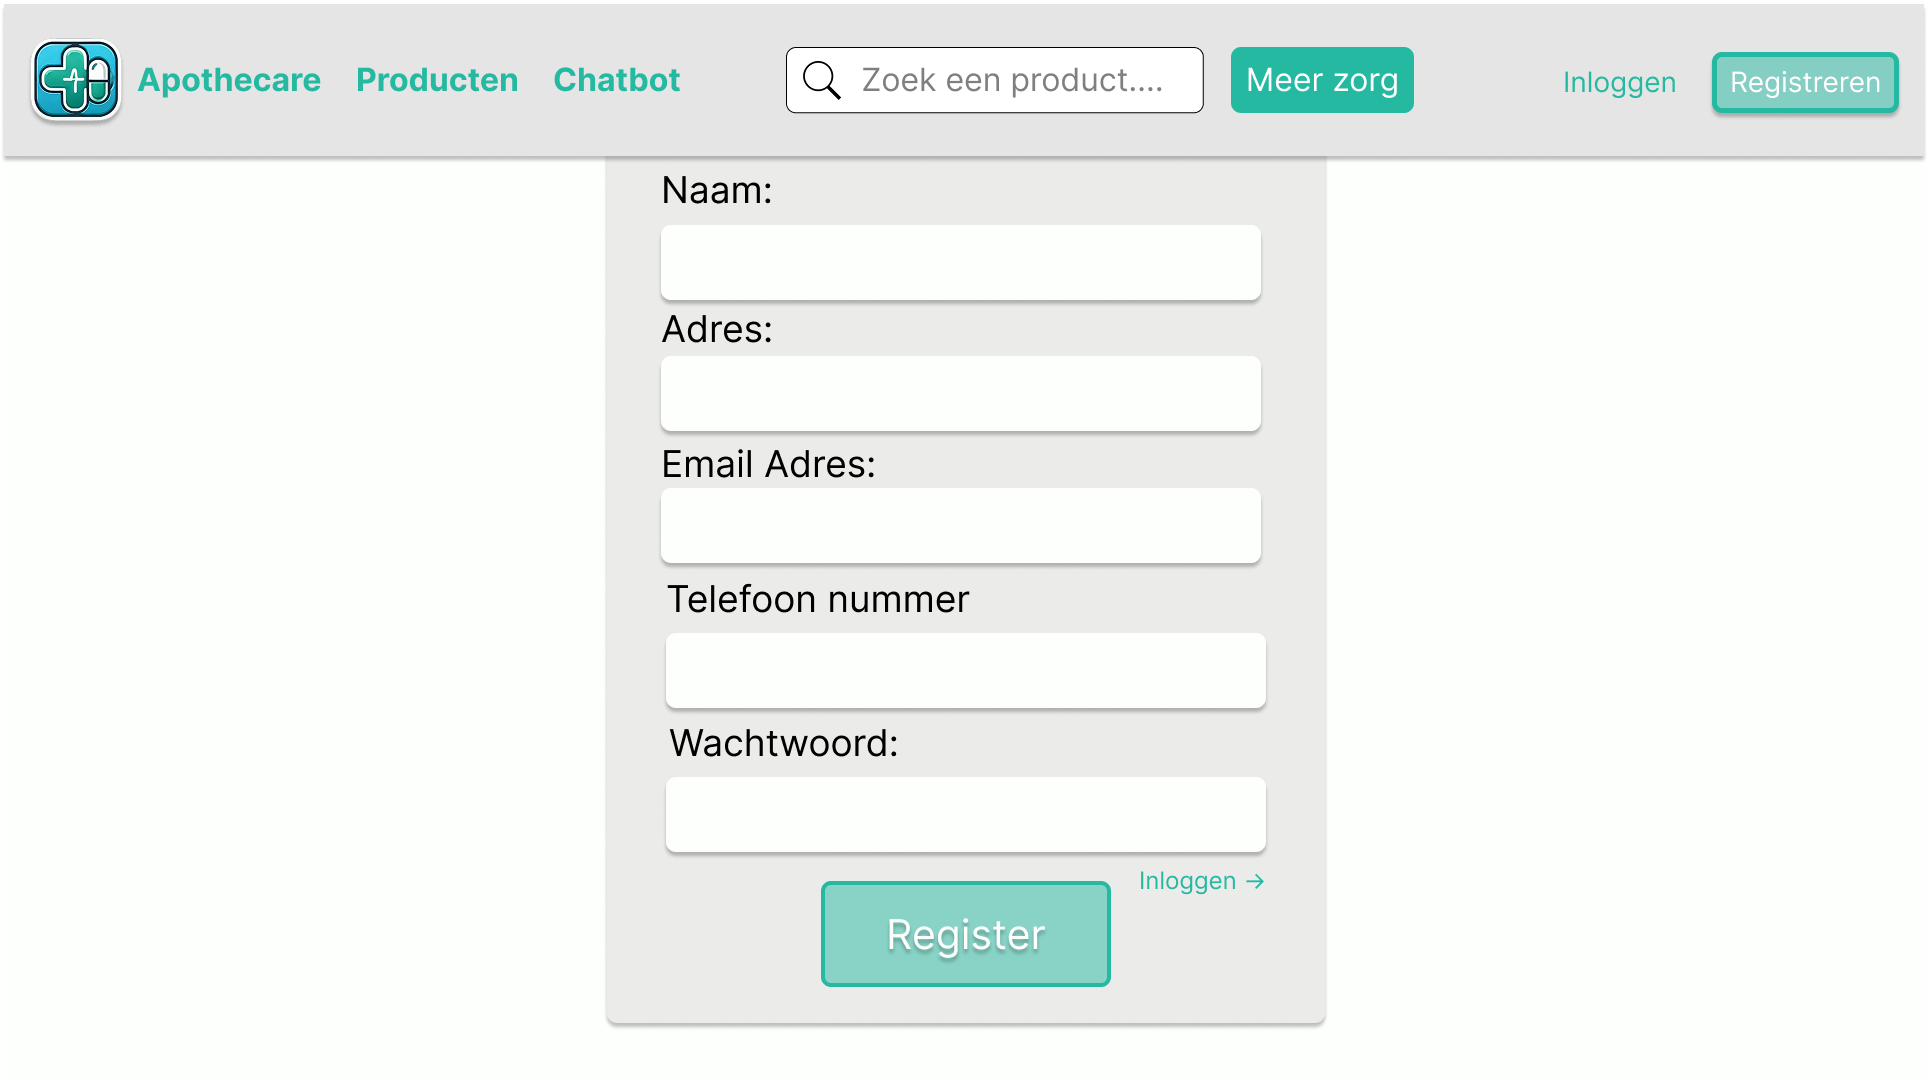 Apothecare Producten Chatbot Zoek een product.... Meer zorg Inloggen Registreren
Naam:
Adres:
Email Adres:
Telefoon nummer
Wachtwoord:
Inloggen →
Register